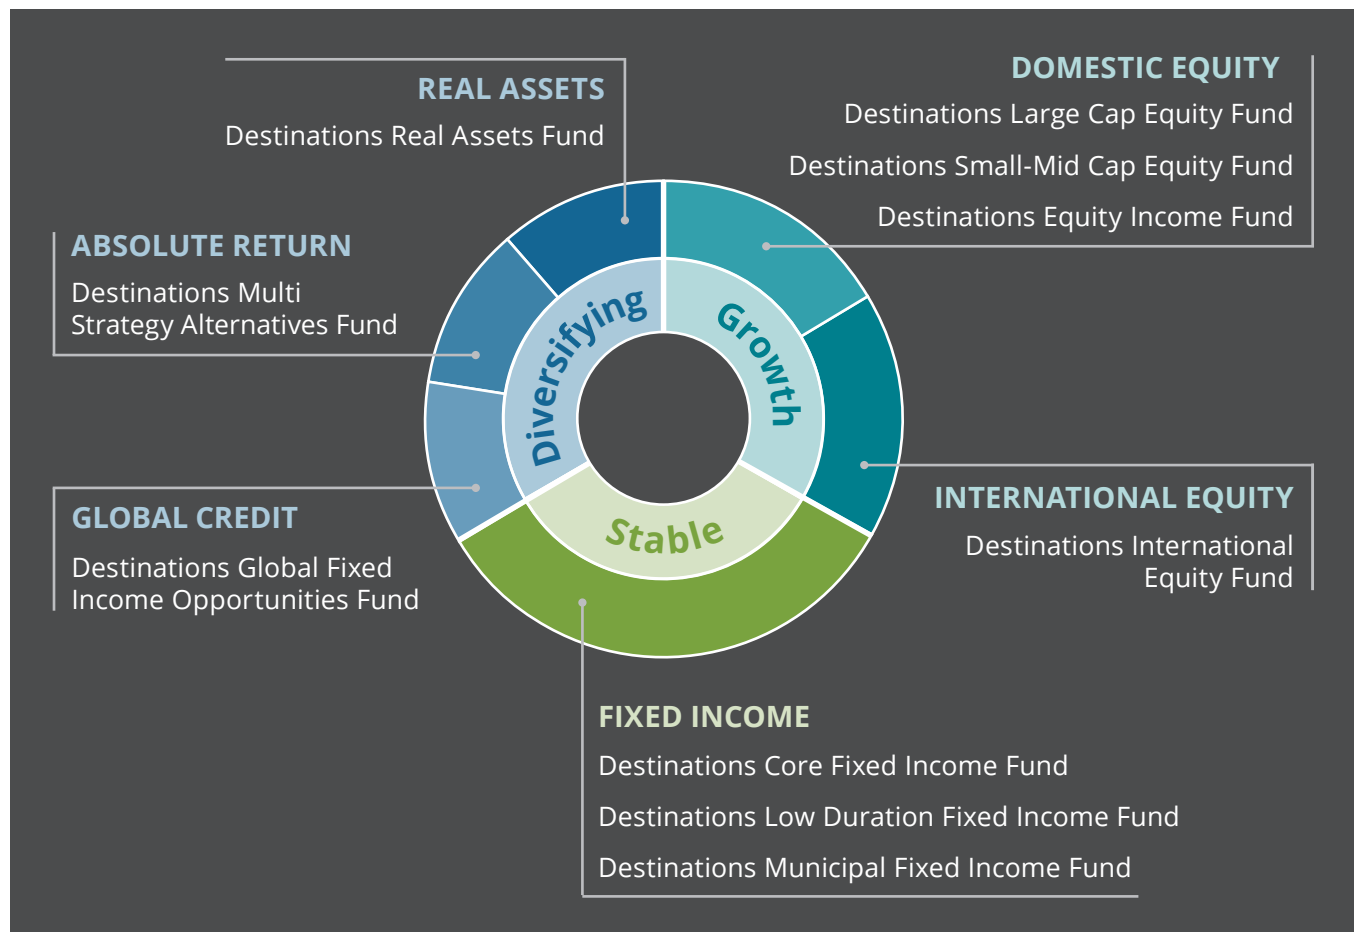 REAL ASSETS
Destinations Real Assets Fund
DOMESTIC EQUITY
Destinations Large Cap Equity Fund
Destinations Small-Mid Cap Equity Fund
Destinations Equity Income Fund
ABSOLUTE RETURN
Destinations Multi
Strategy Alternatives Fund
Diversifying
Growth
Stable
GLOBAL CREDIT
Destinations Global Fixed
Income Opportunities Fund
INTERNATIONAL EQUITY
Destinations International
Equity Fund
FIXED INCOME
Destinations Core Fixed Income Fund
Destinations Low Duration Fixed Income Fund
Destinations Municipal Fixed Income Fund